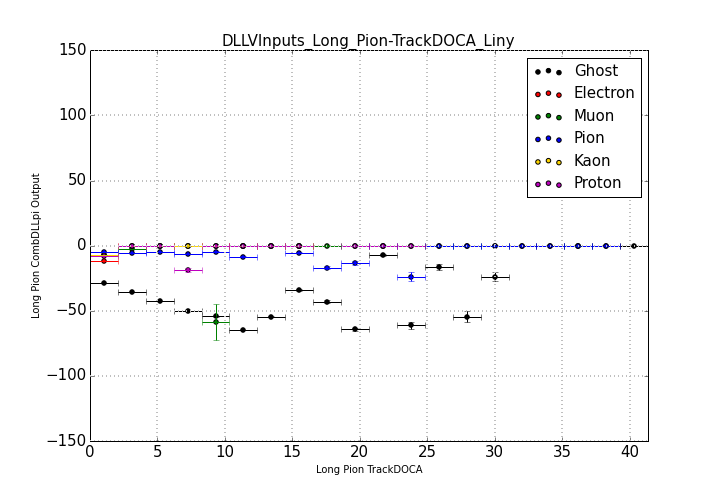 DLLVInputs_Long_Pion-TrackDOCA_Liny
150
100
50
0
−50
−100
−150
Long Pion CombDLLpi Output
Ghost
Electron
Muon
Pion
Kaon
Proton
0 5 10 15 20 25 30 35 40
Long Pion TrackDOCA